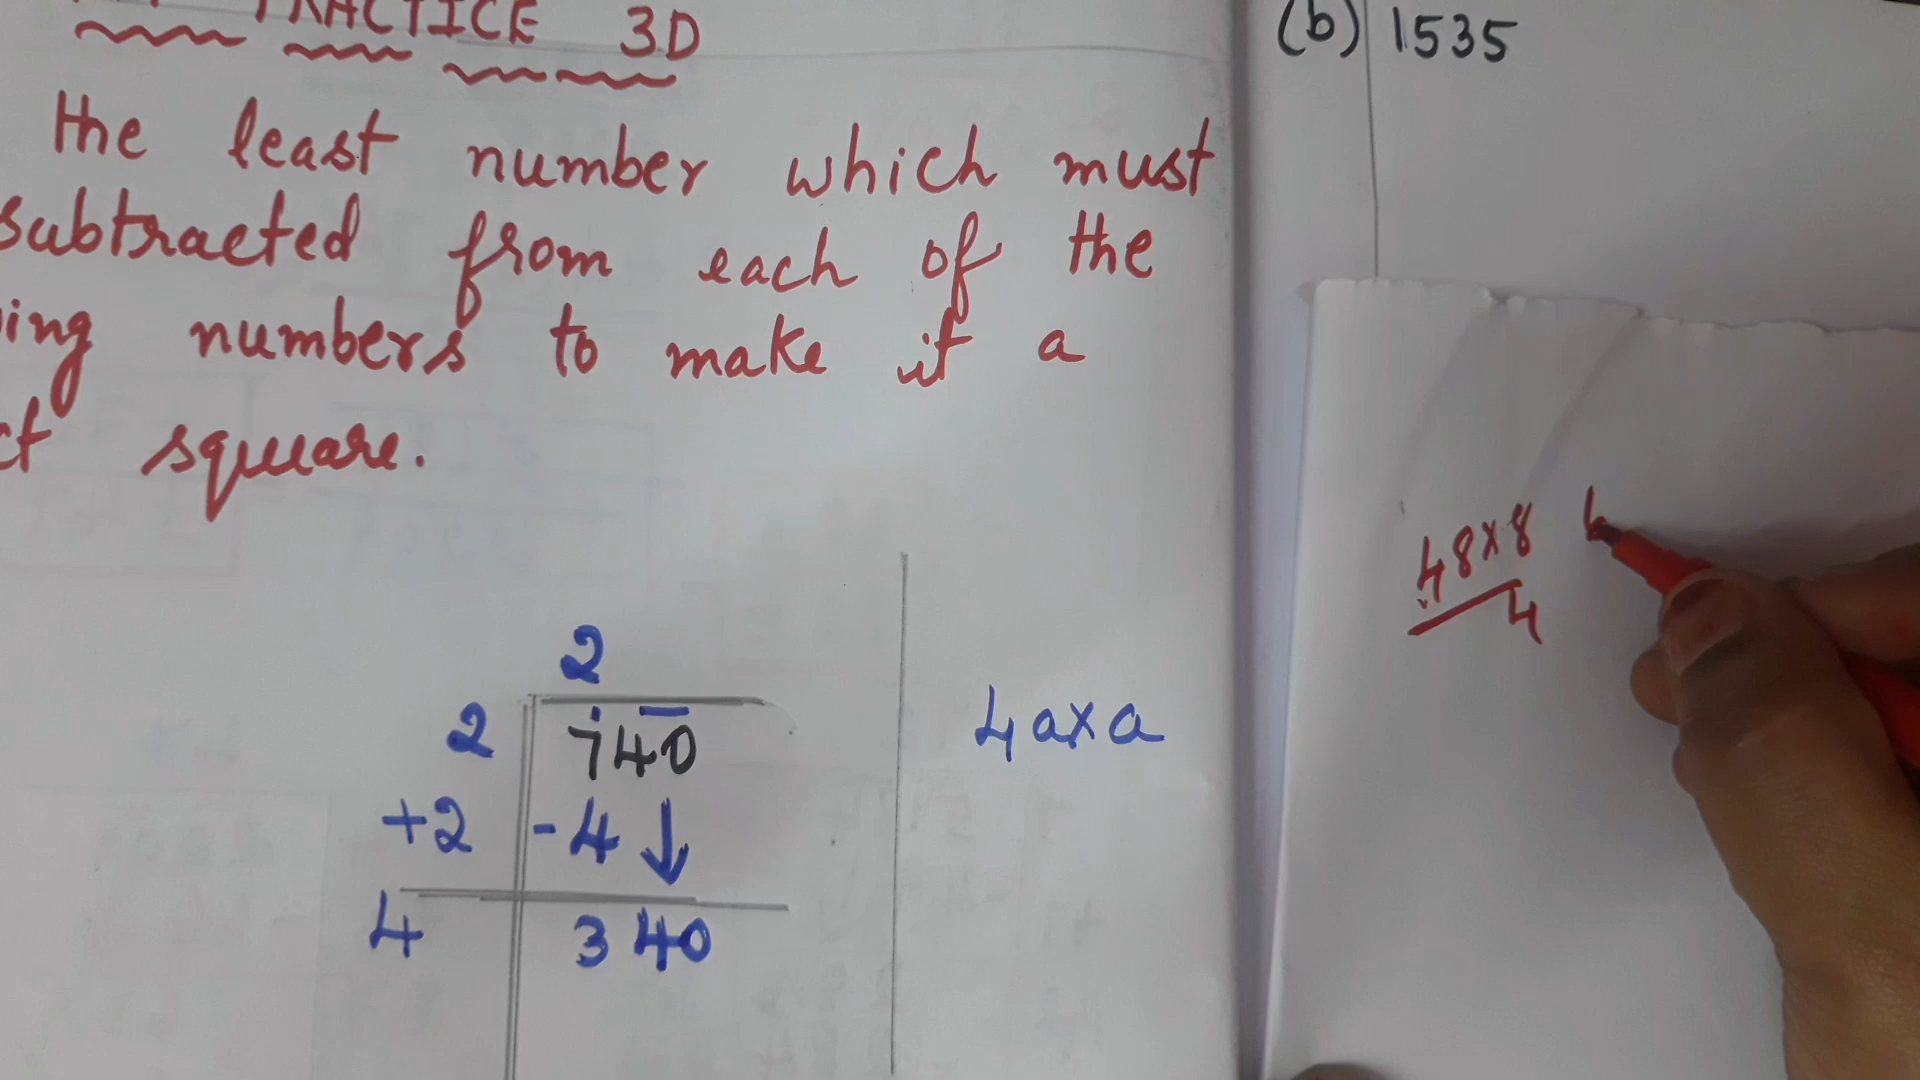 PRACTICE 3D
the least number which must
subtracted from each of the
ing numbers to make it a
ct square.
2
2 740
+2 -4
4 340
4axa
(b) 1535
48x8
4